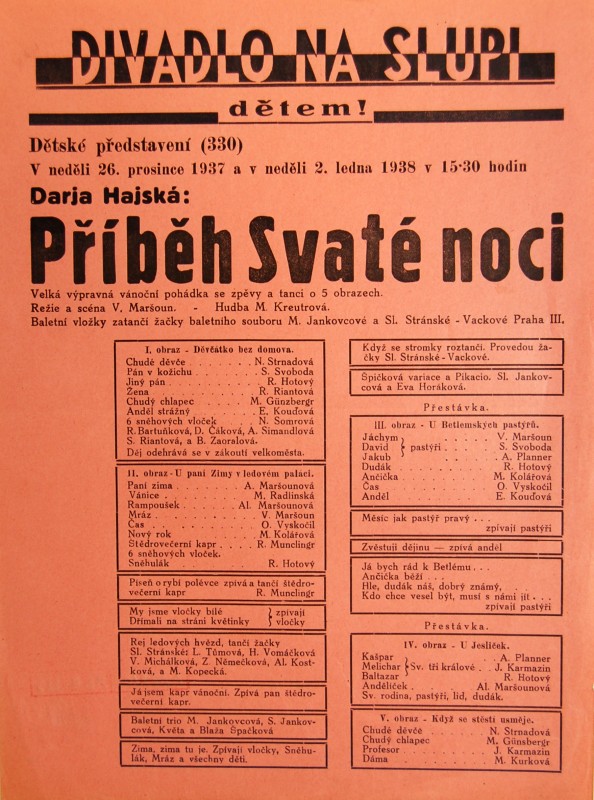 DIVADLO NA SLUPI
dětem!
Dětské představení (330)
V neděli 26. prosince 1937 a v neděli 2. ledna 1938 v 15·30 hodin
Darja Hajská:
Příběh Svaté noci
Velká výpravná vánoční pohádka se zpěvy a tanci o 5 obrazech.
Režie a scéna V. Maršoun. - Hudba M. Kreutrová.
Baletní vložky zatančí žačky baletního souboru M. Jankovcové a Sl. Stránské - Vackové Praha III.
I. obraz - Děvčátko bez domova.
Chudé děvče . . . . . . N. Strnadová
Pán v kožichu . . . . . . S. Svoboda
Jiný pán . . . . . . R. Hotový
Žena . . . . . . R. Riantová
Chudý chlapec . . . . . . M. Günzbergr
Anděl strážný . . . . . . E. Kouďová
6 sněhových vloček . . . . . . N. Somrová
R. Bartuňková, D. Čáková, A. Simandlová
S. Riantová, a B. Zaoralová.
Děj odehrává se v zákoutí velkoměsta.
II. obraz - U paní Zimy v ledovém paláci.
Paní zima . . . . . . A. Maršounová
Vánice . . . . . . M. Radlinská
Rampoušek . . . . . . Al. Maršounová
Mráz . . . . . . V. Maršoun
Čas . . . . . . O. Vyskočil
Nový rok . . . . . . M. Kolářová
Štědrovečerní kapr . . . . . . R. Munclingr
6 sněhových vloček.
Sněhulák . . . . . . R. Hotový
Píseň o rybí polévce zpívá a tančí štědro-
večerní kapr R. Munclingr
My jsme vločky bílé } zpívají
Dřímali na stráni květinky } vločky
Rej ledových hvězd, tančí žačky
Sl. Stránské: L. Tůmová, H. Vomáčková
V. Michálková, Z. Němečková, Al. Kost-
ková, a M. Kopecká.
Já jsem kapr vánoční. Zpívá pan štědro-
večerní kapr.
Baletní trio M. Jankovcová, S. Jankov-
cová, Květa a Blaža Špačková
Zima, zima tu je. Zpívají vločky, Sněhu-
lák, Mráz a všechny děti.
Když se stromky roztančí. Provedou ža-
čky Sl. Stránské - Vackové.
Špičková variace a Pikacio. Sl. Jankov-
cová a Eva Horáková.
Přestávka.
III. obraz - U Betlemských pastýřů.
Jáchym } V. Maršoun
David } pastýři . . . S. Svoboda
Jakub } A. Planner
Dudák . . . . . . R. Hotový
Ančička . . . . . . M. Kolářová
Čas . . . . . . O. Vyskočil
Anděl . . . . . . E. Kouďová
Měsíc jak pastýř pravý . . .
zpívají pastýři
Zvěstuji dějinu — zpívá anděl
Já bych rád k Betlému . . .
Ančička běží . . .
Hle, dudák náš, dobrý známý,
Kdo chce vesel být, musí s námi jít . . .
zpívají pastýři
Přestávka.
IV. obraz - U Jesliček.
Kašpar } A. Planner
Melichar } Sv. tří králové . J. Karmazin
Baltazar } R. Hotový
Andělíček . . . Al. Maršounová
Sv. rodina, pastýři, lid, dudák.
V. obraz - Když se štěstí usměje.
Chudé děvče . . . . . . N. Strnadová
Chudý chlapec . . . . . . M. Günsbergr
Profesor . . . . . . J. Karmazin
Dáma . . . . . . M. Kurková